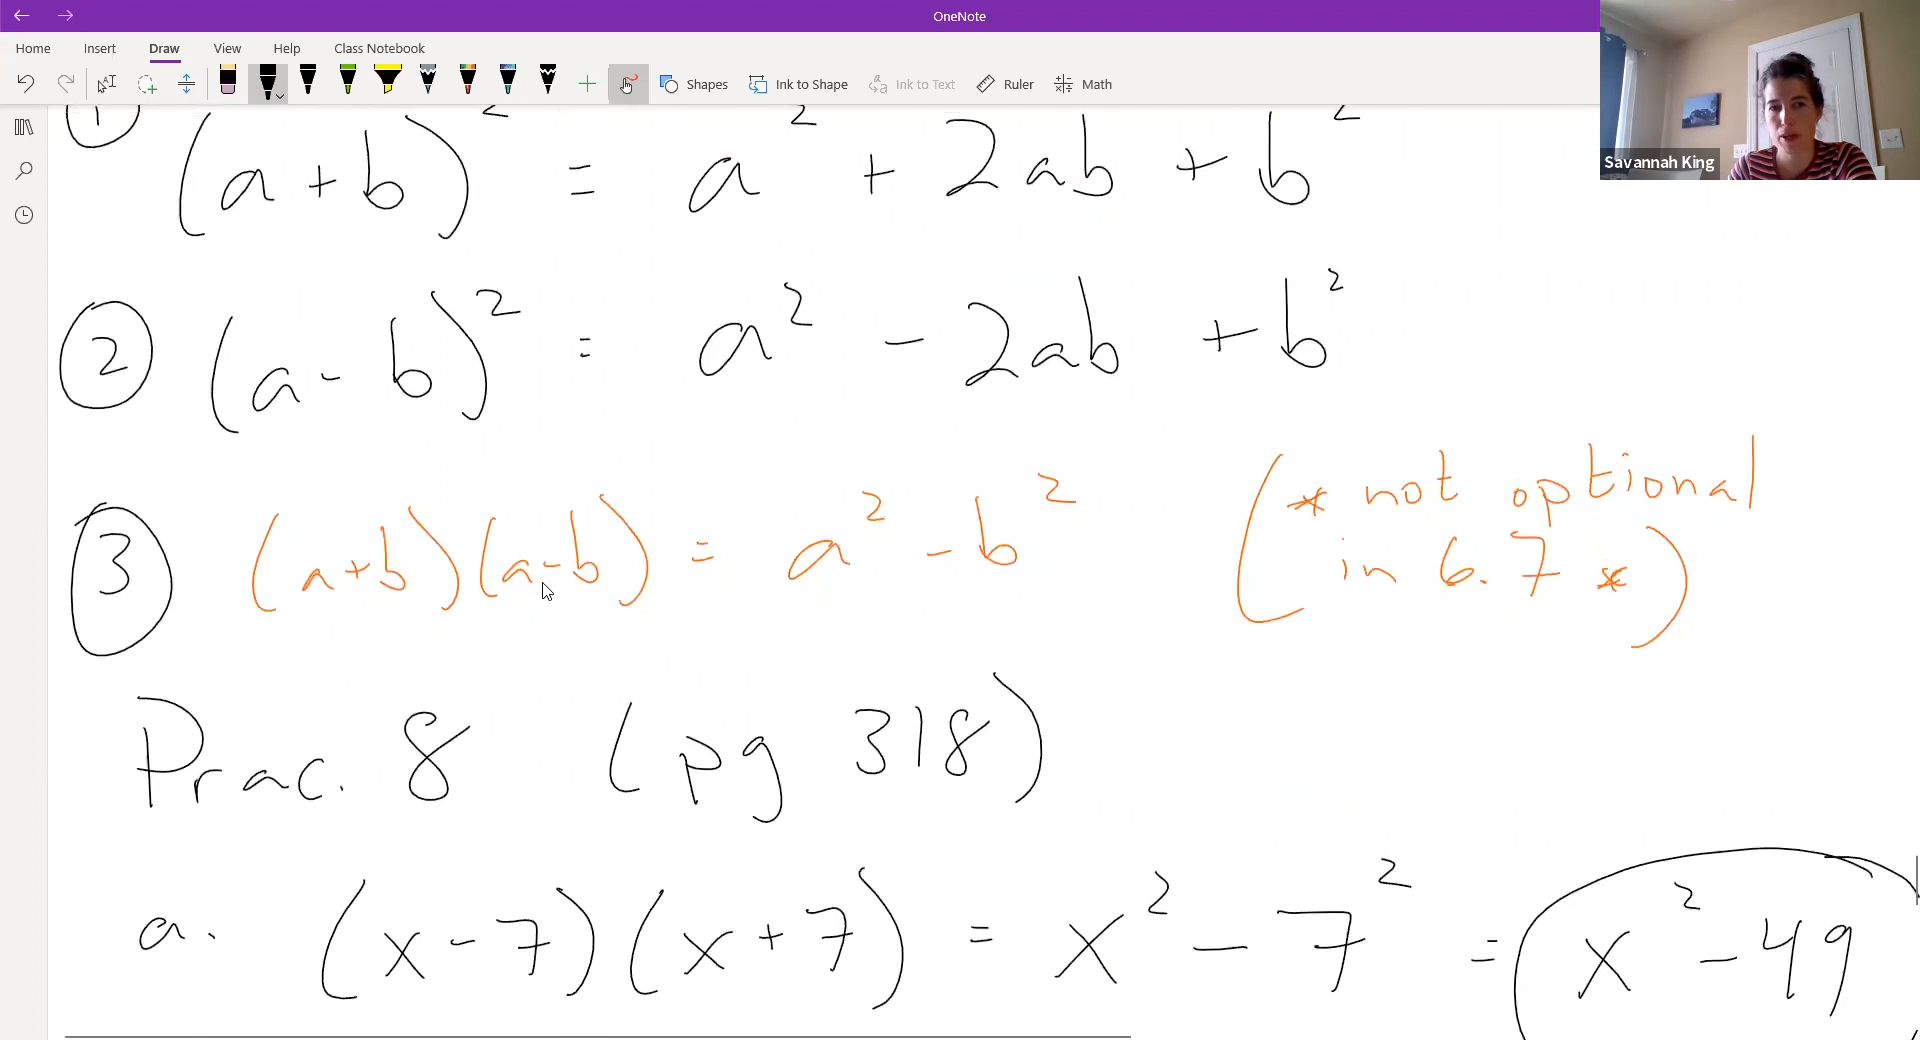 OneNote
Home Insert Draw View Help Class Notebook
Shapes Ink to Shape Ink to Text Ruler Math
Savannah King
① (a+b)² = a² + 2ab + b²
② (a-b)² = a² - 2ab + b²
③ (a+b)(a-b) = a² - b² (* not optional
in 6.7 *)
Prac. 8 (pg 318)
a. (x-7)(x+7) = x² - 7² = x² - 49